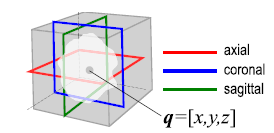 axial
coronal
sagittal
q=[x,y,z]